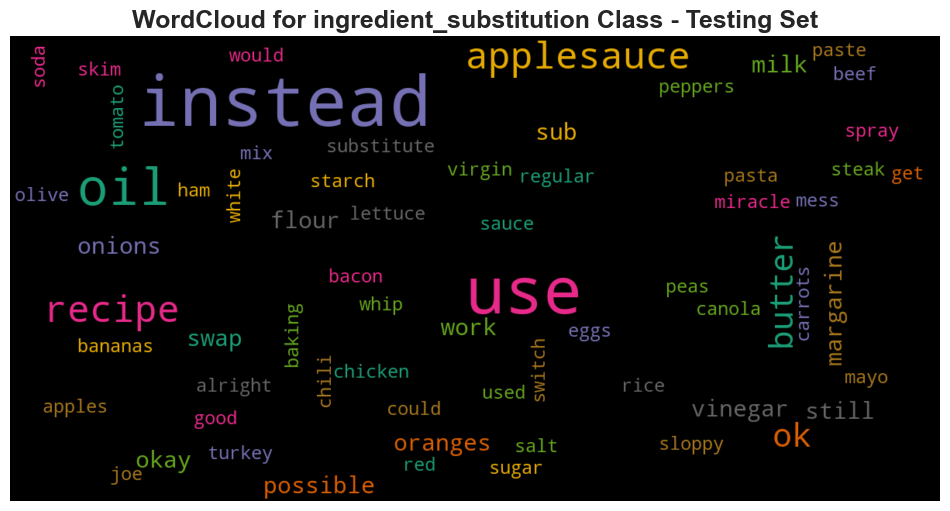 WordCloud for ingredient_substitution Class - Testing Set
soda
skim
would
applesauce
milk
paste
beef
tomato
instead
peppers
sub
spray
mix
substitute
olive
oil
ham
white
starch
virgin
regular
pasta
steak
get
flour
lettuce
sauce
miracle
mess
onions
butter
carrots
margarine
bacon
use
peas
recipe
whip
canola
bananas
swap
baking
work
eggs
alright
chili
chicken
used
switch
rice
mayo
apples
good
could
vinegar
still
okay
turkey
oranges
salt
sloppy
ok
joe
possible
red
sugar